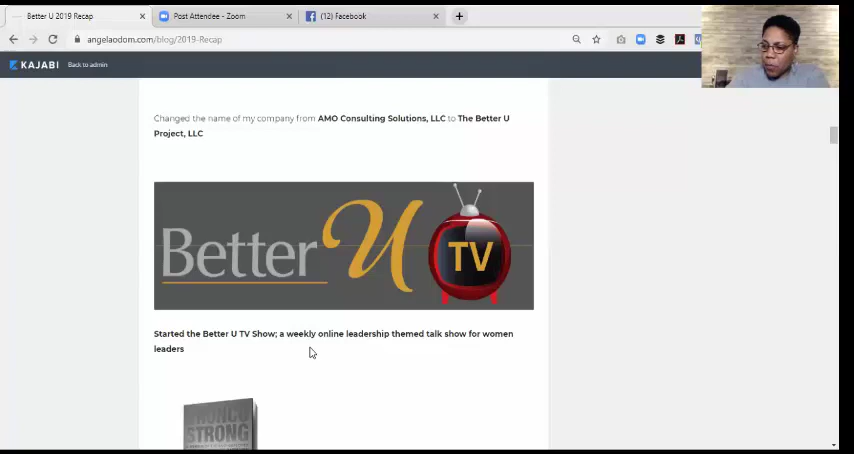 Better U 2019 Recap
Post Attendee - Zoom
(12) Facebook
angelaodom.com/blog/2019-Recap
KAJABI
Back to admin
Changed the name of my company from AMO Consulting Solutions, LLC to The Better U
Project, LLC
Better U TV
Started the Better U TV Show; a weekly online leadership themed talk show for women
leaders
STRONG